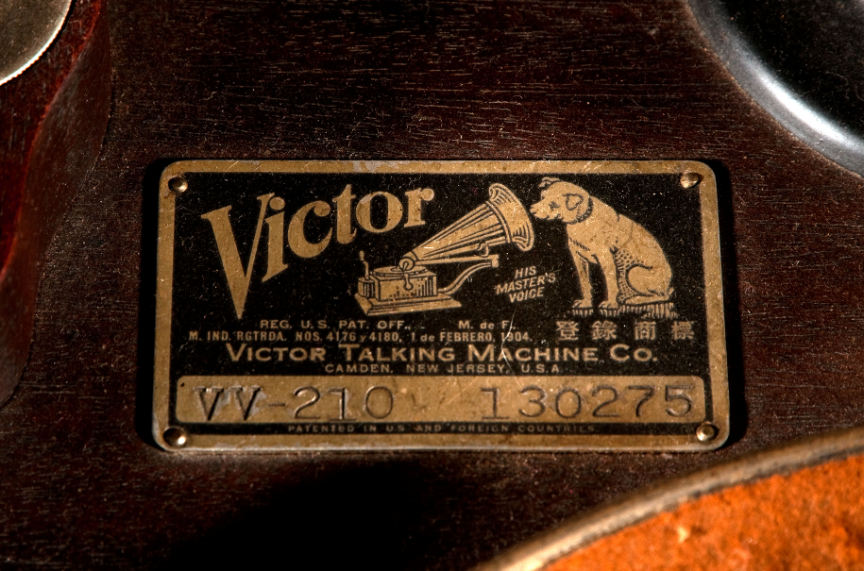 Victor
HIS
MASTER'S
VOICE
REG. U.S. PAT. OFF., M. de F.
M. IND. RGTRDA. NOS. 4176 y 4180, 1 de FEBRERO, 1904.
登錄商標
VICTOR TALKING MACHINE CO.
CAMDEN, NEW JERSEY, U.S.A.
VV-210 130275
PATENTED IN U.S. AND FOREIGN COUNTRIES